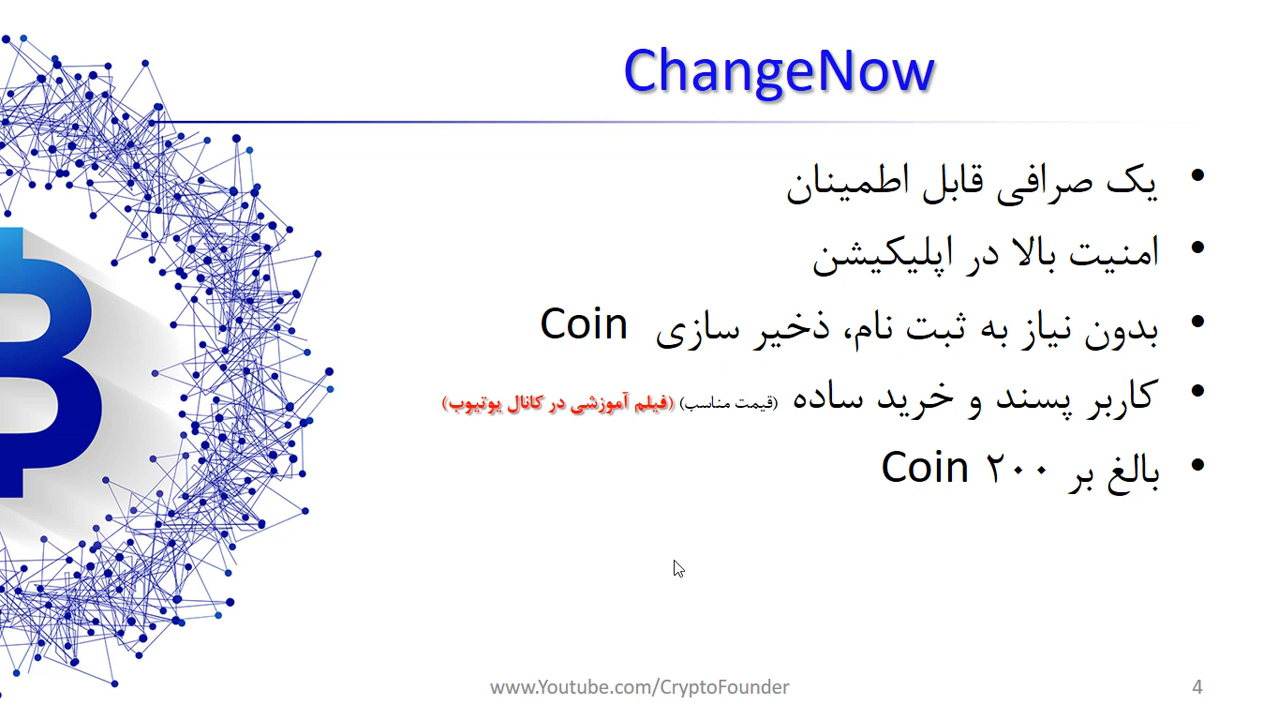 ChangeNow
• یک صرافی قابل اطمینان
• امنیت بالا در اپلیکیشن
• بدون نیاز به ثبت نام، ذخیر سازی Coin
• کاربر پسند و خرید ساده (قیمت مناسب) (فیلم آموزشی در کانال یوتیوب)
• بالغ بر ۲۰۰ Coin
www.Youtube.com/CryptoFounder
4